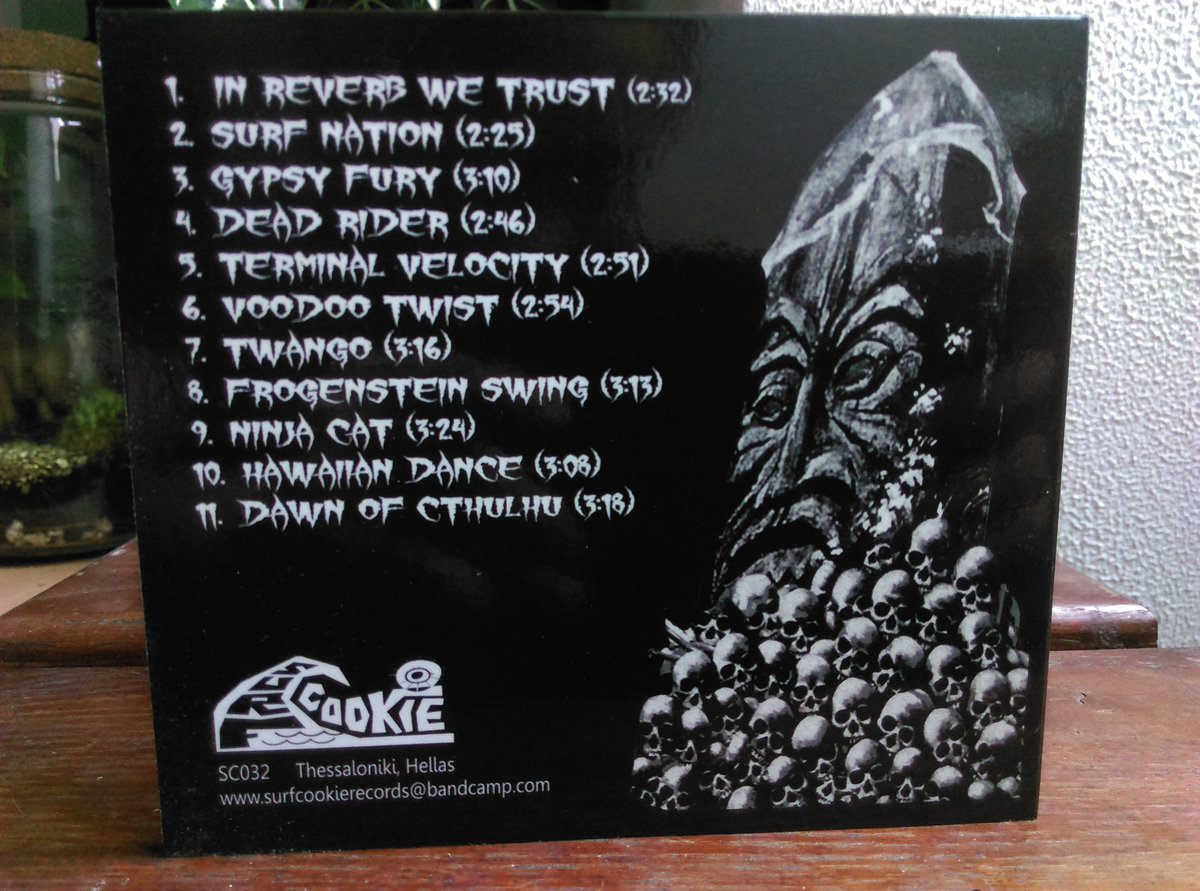 1. IN REVERB WE TRUST (2:32)
2. SURF NATION (2:25)
3. GYPSY FURY (3:10)
4. DEAD RIDER (2:46)
5. TERMINAL VELOCITY (2:51)
6. VOODOO TWIST (2:54)
7. TWANGO (3:16)
8. FROGENSTEIN SWING (3:13)
9. NINJA CAT (3:24)
10. HAWAIIAN DANCE (3:08)
11. DAWN OF CTHULHU (3:18)
SURF COOKIE
SC032 Thessaloniki, Hellas
www.surfcookierecords@bandcamp.com